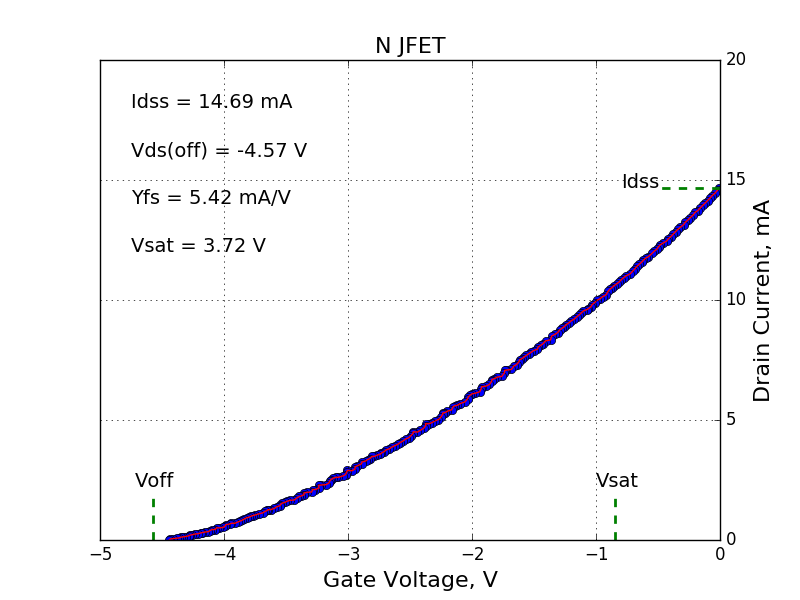 N JFET
Idss = 14.69 mA
Vds(off) = -4.57 V
Yfs = 5.42 mA/V
Vsat = 3.72 V
Idss
Voff
Vsat
20
15
10
5
0
Drain Current, mA
−5
−4
−3
−2
−1
0
Gate Voltage, V